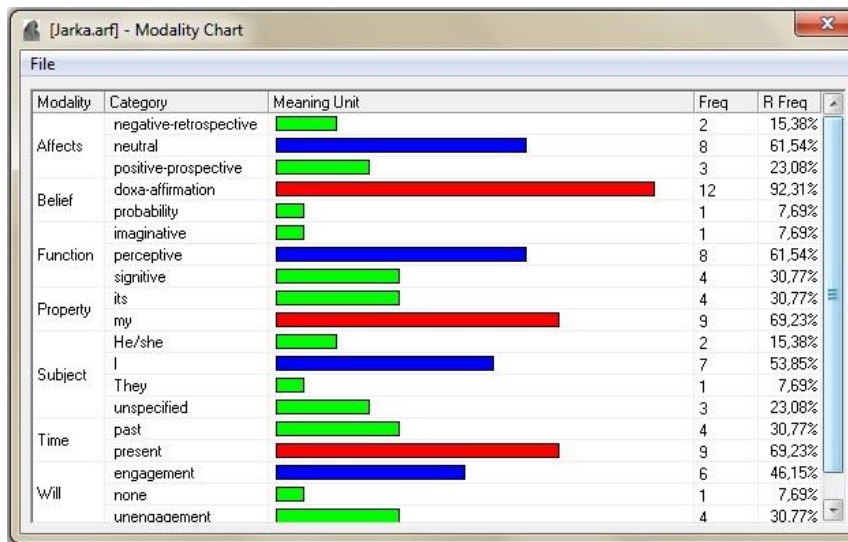 [Jarka.arf] - Modality Chart
File
Modality Category Meaning Unit Freq R Freq
negative-retrospective 2 15,38%
Affects neutral 8 61,54%
positive-prospective 3 23,08%
Belief doxa-affirmation 12 92,31%
probability 1 7,69%
imaginative 1 7,69%
Function perceptive 8 61,54%
signitive 4 30,77%
Property its 4 30,77%
my 9 69,23%
He/she 2 15,38%
Subject I 7 53,85%
They 1 7,69%
unspecified 3 23,08%
Time past 4 30,77%
present 9 69,23%
engagement 6 46,15%
Will none 1 7,69%
unengagement 4 30,77%